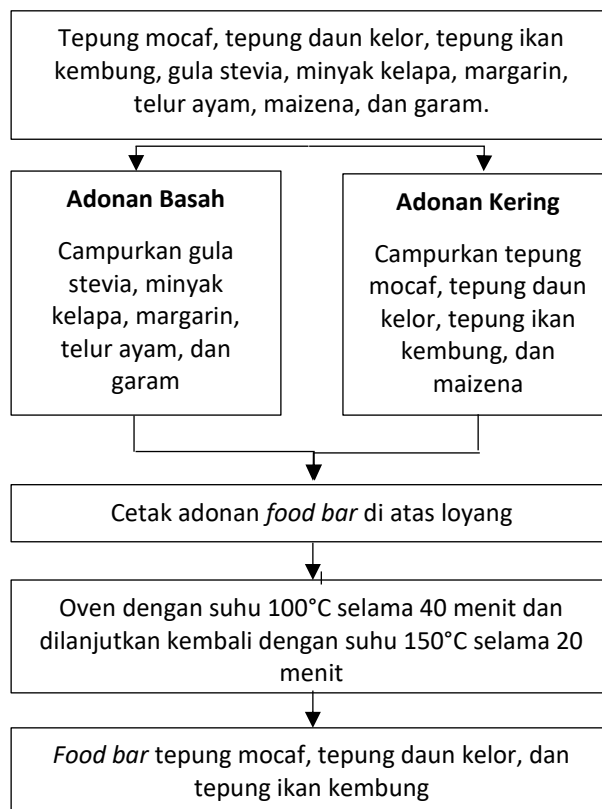 Tepung mocaf, tepung daun kelor, tepung ikan
kembung, gula stevia, minyak kelapa, margarin,
telur ayam, maizena, dan garam.
Adonan Basah
Campurkan gula
stevia, minyak
kelapa, margarin,
telur ayam, dan
garam
Adonan Kering
Campurkan tepung
mocaf, tepung daun
kelor, tepung ikan
kembung, dan
maizena
Cetak adonan food bar di atas loyang
Oven dengan suhu 100°C selama 40 menit dan
dilanjutkan kembali dengan suhu 150°C selama 20
menit
Food bar tepung mocaf, tepung daun kelor, dan
tepung ikan kembung